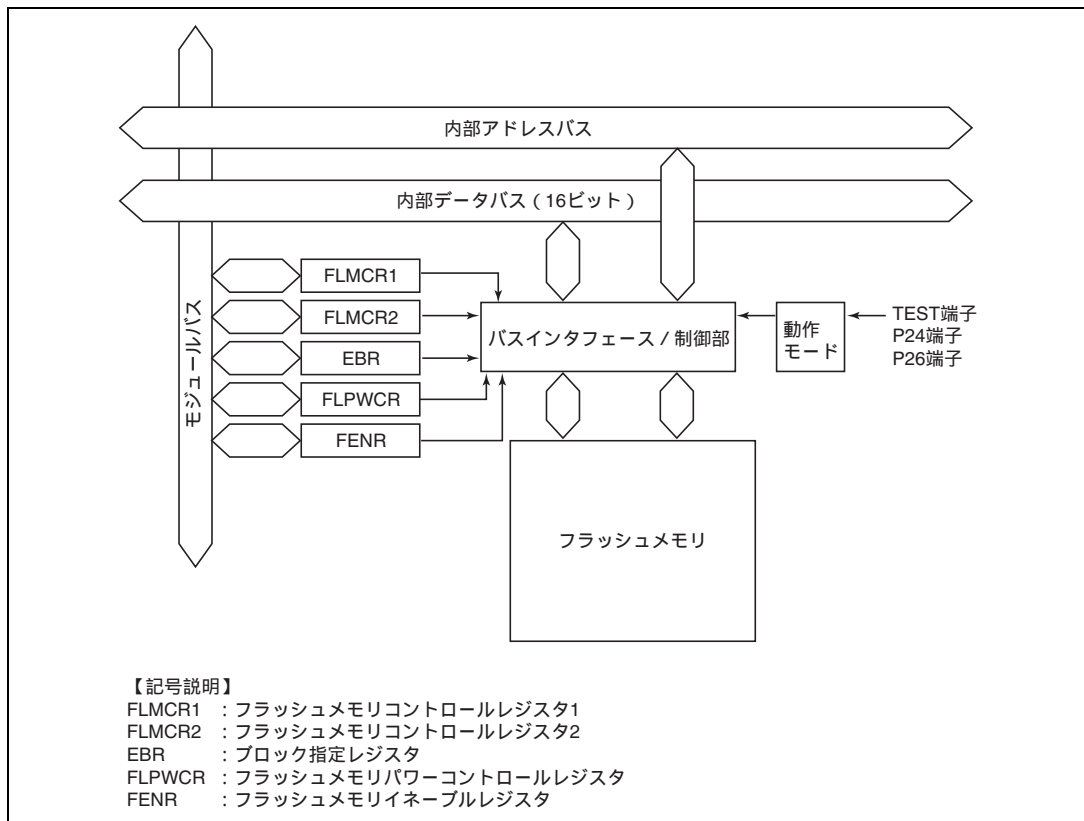 内部アドレスバス
内部データバス（16ビット）
モジュールバス
FLMCR1
FLMCR2
EBR
FLPWCR
FENR
バスインタフェース / 制御部
動作
モード
TEST端子
P24端子
P26端子
フラッシュメモリ
【記号説明】
FLMCR1 ：フラッシュメモリコントロールレジスタ1
FLMCR2 ：フラッシュメモリコントロールレジスタ2
EBR ：ブロック指定レジスタ
FLPWCR ：フラッシュメモリパワーコントロールレジスタ
FENR ：フラッシュメモリイネーブルレジスタ